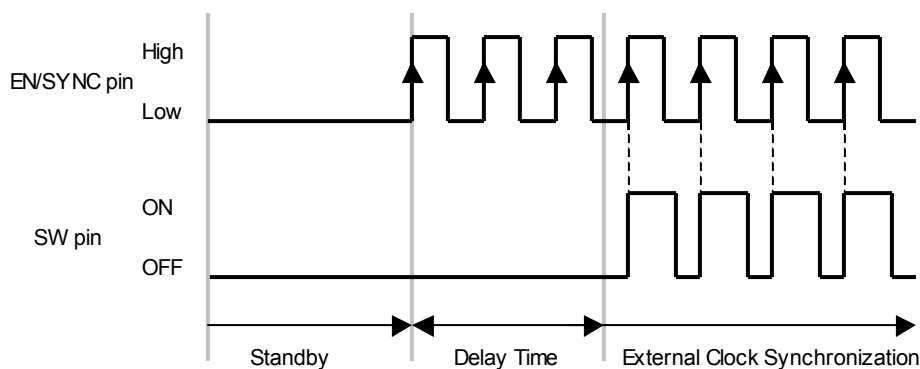 High
EN/SYNC pin
Low
ON
SW pin
OFF
Standby
Delay Time
External Clock Synchronization